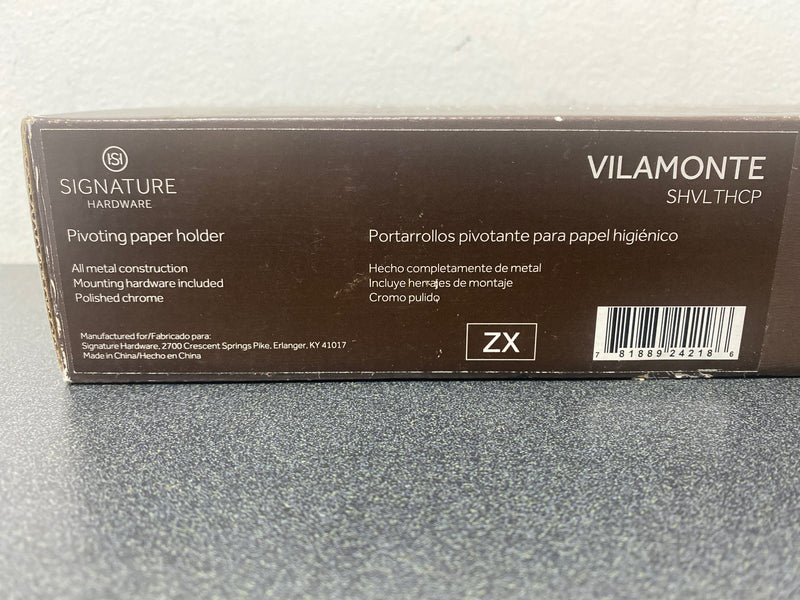 SIGNATURE
HARDWARE
VILAMONTE
SHVLTHCP
Pivoting paper holder
All metal construction
Mounting hardware included
Polished chrome
Portarrollos pivotante para papel higiénico
Hecho completamente de metal
Incluye herrajes de montaje
Cromo pulido
Manufactured for/Fabricado para:
Signature Hardware, 2700 Crescent Springs Pike, Erlanger, KY 41017
Made in China/Hecho en China
ZX
7 81889 24218 6